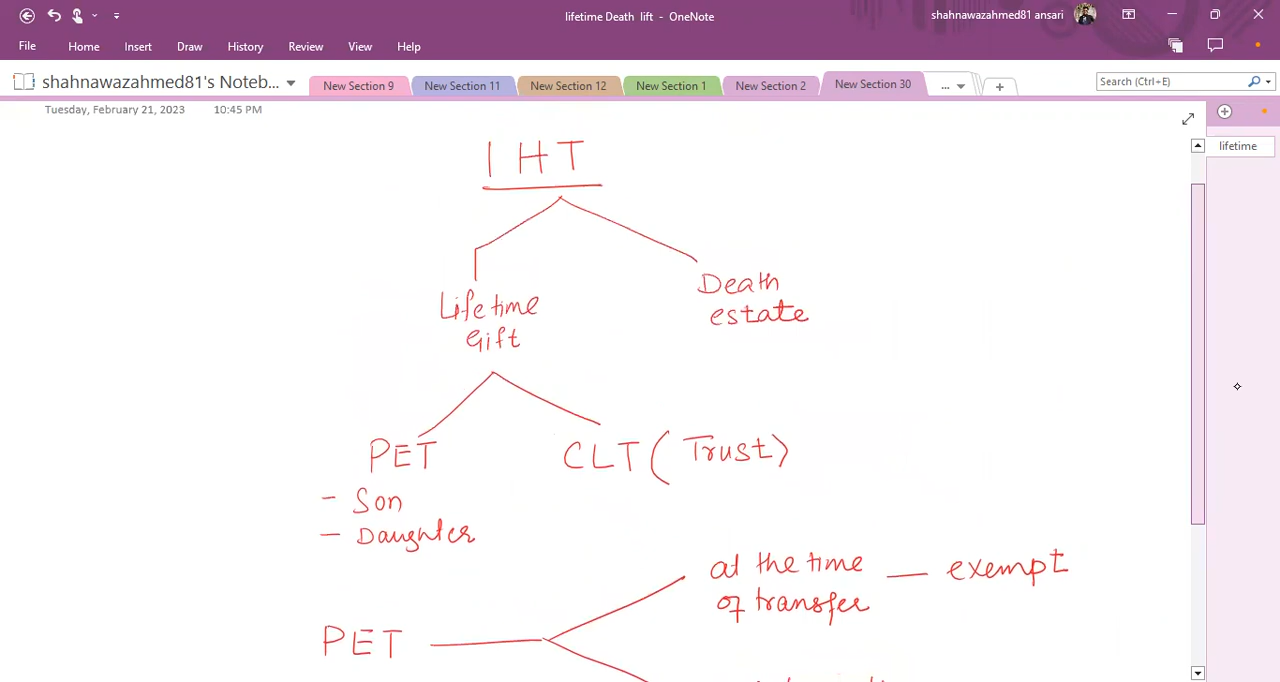 lifetime Death lift - OneNote
shahnawazahmed81 ansari
File Home Insert Draw History Review View Help
shahnawazahmed81's Noteb...
New Section 9 New Section 11 New Section 12 New Section 1 New Section 2 New Section 30 ...
Search (Ctrl+E)
Tuesday, February 21, 2023 10:45 PM
lifetime
IHT
Lifetime
Gift
Death
estate
PET
CLT (Trust)
- Son
- Daughter
at the time
of transfer
— exempt
PET